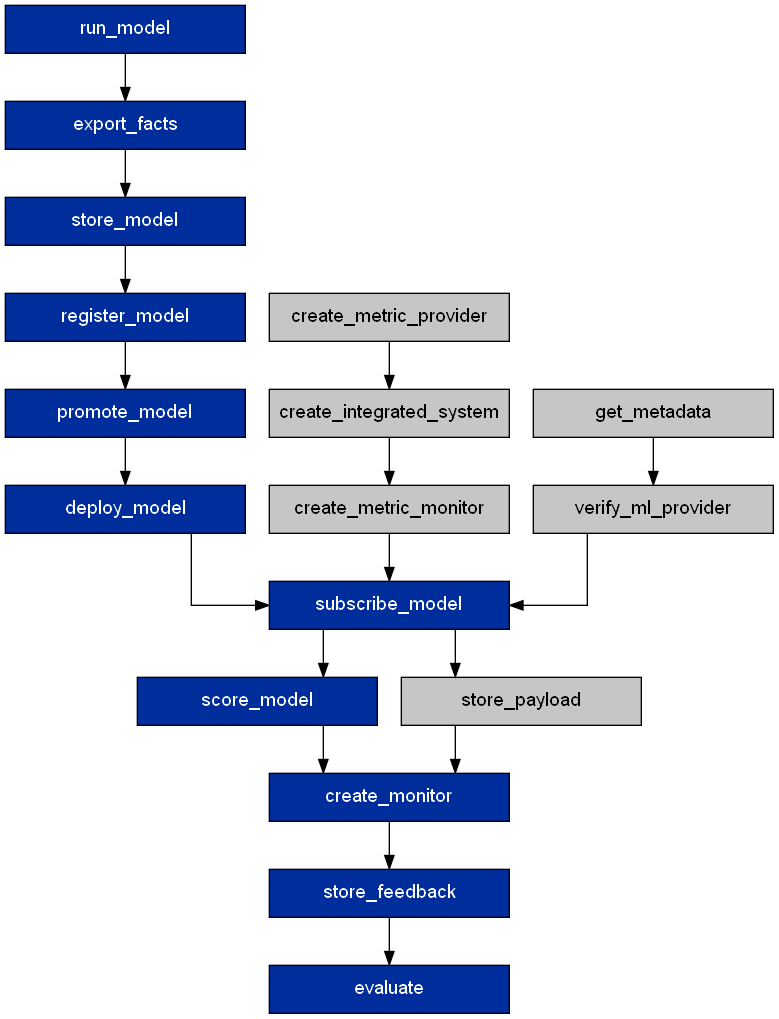 run_model
export_facts
store_model
register_model
create_metric_provider
promote_model
create_integrated_system
get_metadata
deploy_model
create_metric_monitor
verify_ml_provider
subscribe_model
score_model
store_payload
create_monitor
store_feedback
evaluate